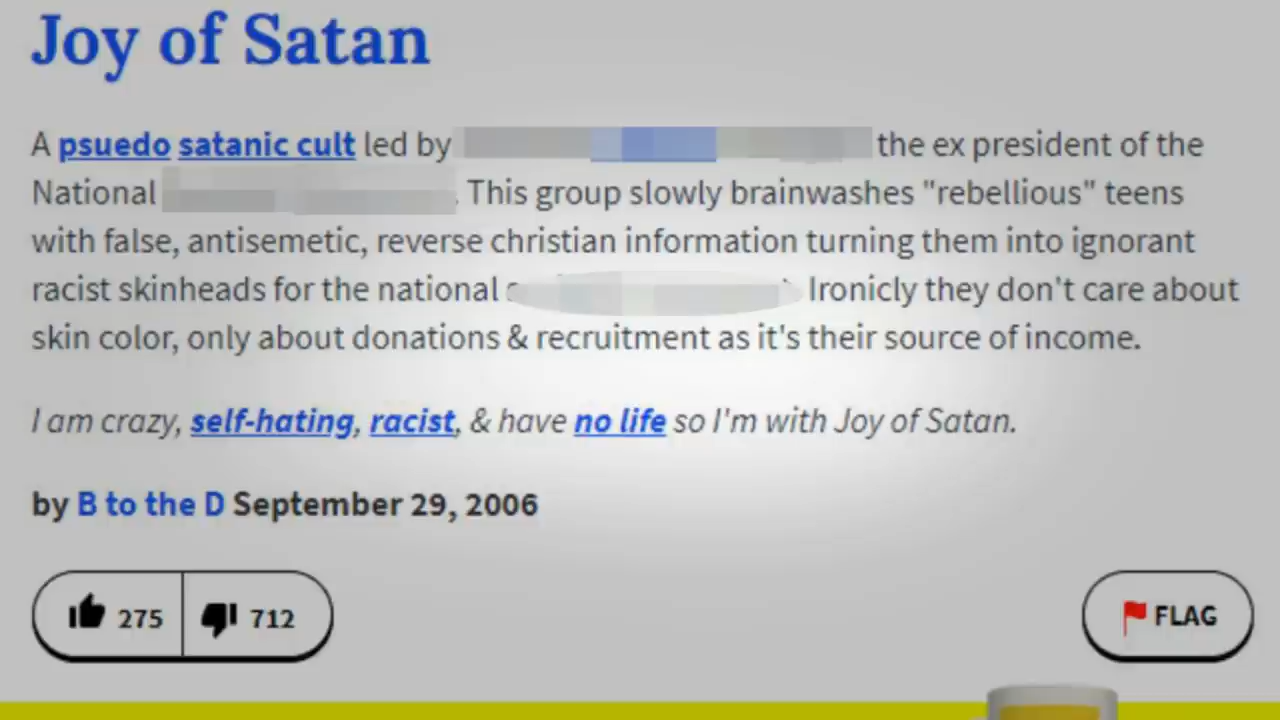 Joy of Satan
A psuedo satanic cult led by the ex president of the
National . This group slowly brainwashes "rebellious" teens
with false, antisemetic, reverse christian information turning them into ignorant
racist skinheads for the national Ironicly they don't care about
skin color, only about donations & recruitment as it's their source of income.
I am crazy, self-hating, racist, & have no life so I'm with Joy of Satan.
by B to the D September 29, 2006
275 712 FLAG